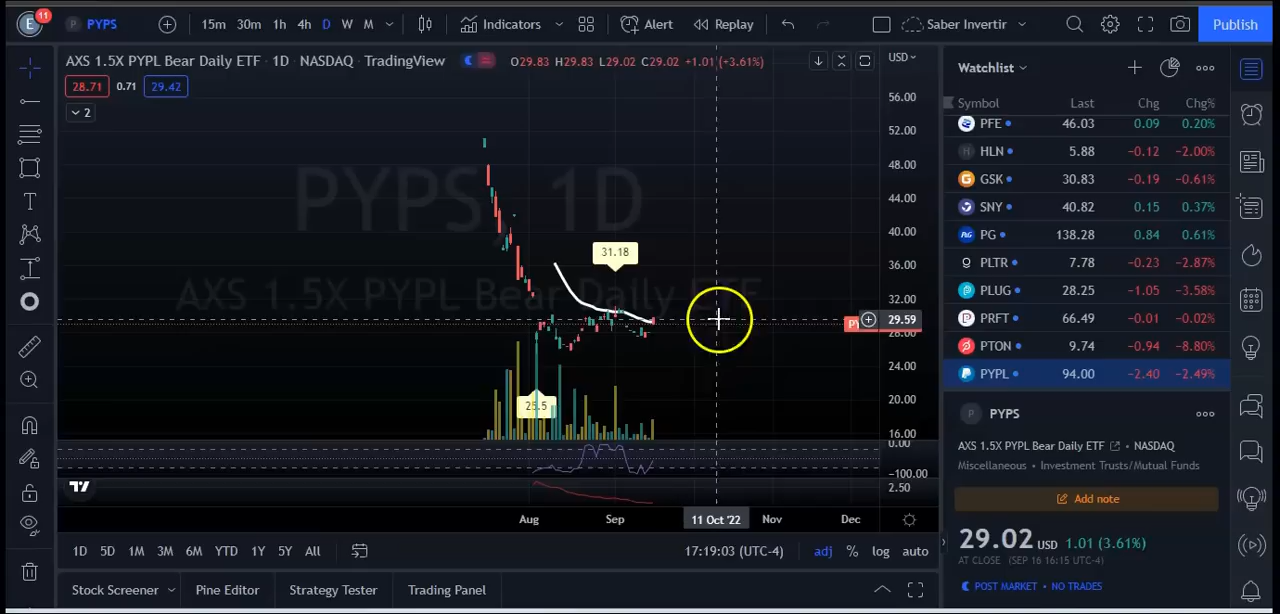 E 11 P PYPS 15m 30m 1h 4h D W M Indicators Alert Replay Saber Invertir Publish
AXS 1.5X PYPL Bear Daily ETF · 1D · NASDAQ TradingView O29.83 H29.83 L29.02 C29.02 +1.01 (+3.61%)
28.71 0.71 29.42
2
USD
56.00
52.00
48.00
44.00
40.00
36.00
32.00
29.59
28.00
24.00
20.00
16.00
0.00
−100.00
2.50
PYPS, 1D
AXS 1.5X PYPL Bear Daily ETF
31.18
25.5
PY
Aug Sep 11 Oct '22 Nov Dec
1D 5D 1M 3M 6M YTD 1Y 5Y All 17:19:03 (UTC-4) adj % log auto
Stock Screener Pine Editor Strategy Tester Trading Panel
Watchlist
Symbol Last Chg Chg%
PFE 46.03 0.09 0.20%
HLN 5.88 −0.12 −2.00%
GSK 30.83 −0.19 −0.61%
SNY 40.82 0.15 0.37%
PG 138.28 0.84 0.61%
PLTR 7.78 −0.23 −2.87%
PLUG 28.25 −1.05 −3.58%
PRFT 66.49 −0.01 −0.02%
PTON 9.74 −0.94 −8.80%
PYPL 94.00 −2.40 −2.49%
P PYPS
AXS 1.5X PYPL Bear Daily ETF • NASDAQ
Miscellaneous • Investment Trusts/Mutual Funds
Add note
29.02 USD 1.01 (3.61%)
AT CLOSE (SEP 16 16:15 UTC-4)
POST MARKET • NO TRADES